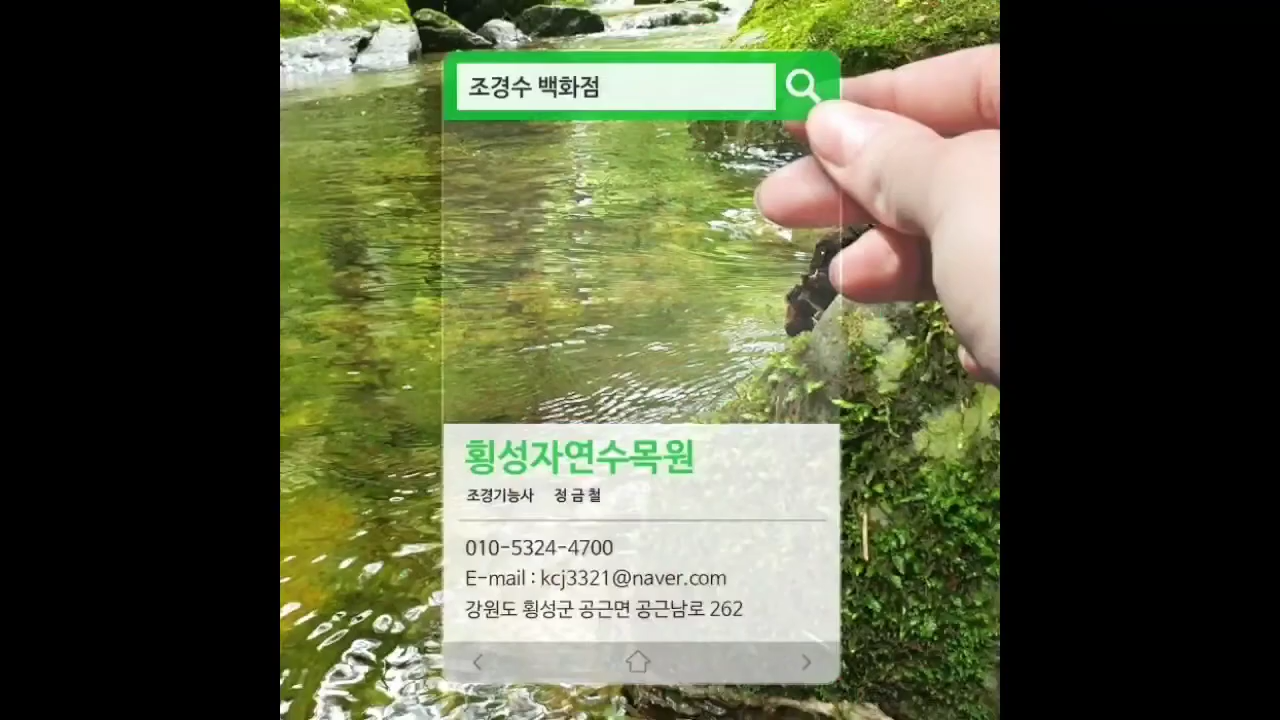 조경수 백화점
횡성자연수목원
조경기능사 정금철
010-5324-4700
E-mail : kcj3321@naver.com
강원도 횡성군 공근면 공근남로 262